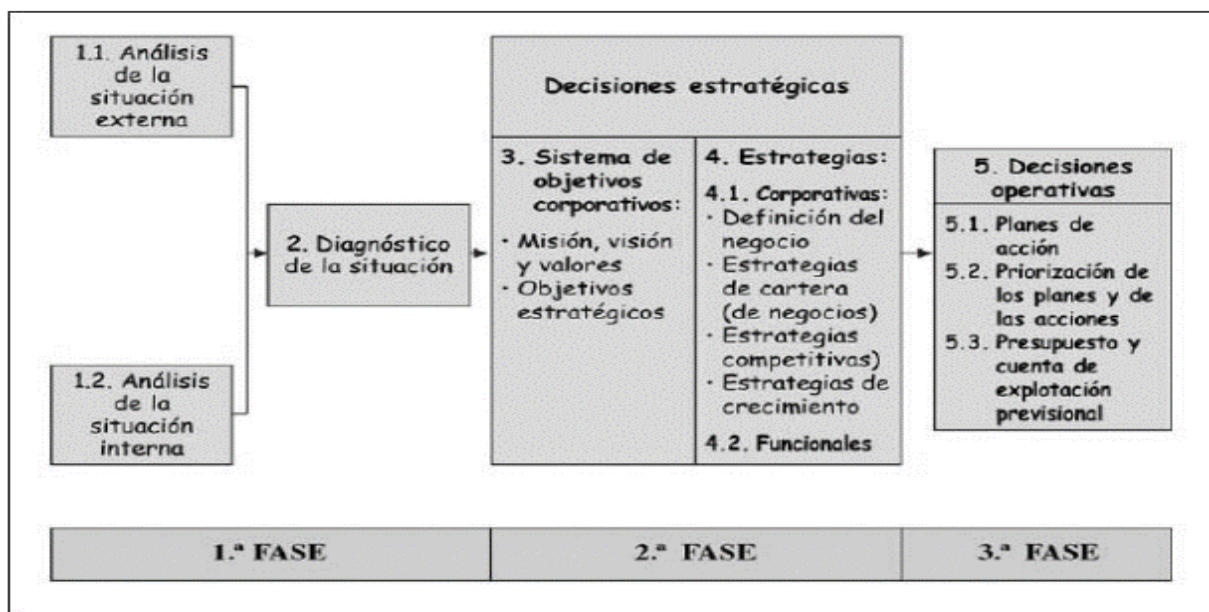 1.1. Análisis
de la
situación
externa
1.2. Análisis
de la
situación
interna
2. Diagnóstico
de la situación
Decisiones estratégicas
3. Sistema de
objetivos
corporativos:
· Misión, visión
y valores
· Objetivos
estratégicos
4. Estrategias:
4.1. Corporativas:
· Definición del
negocio
· Estrategias
de cartera
(de negocios)
· Estrategias
competitivas)
· Estrategias de
crecimiento
4.2. Funcionales
5. Decisiones
operativas
5.1. Planes de
acción
5.2. Priorización de
los planes y de
las acciones
5.3. Presupuesto y
cuenta de
explotación
previsional
1.ª FASE
2.ª FASE
3.ª FASE